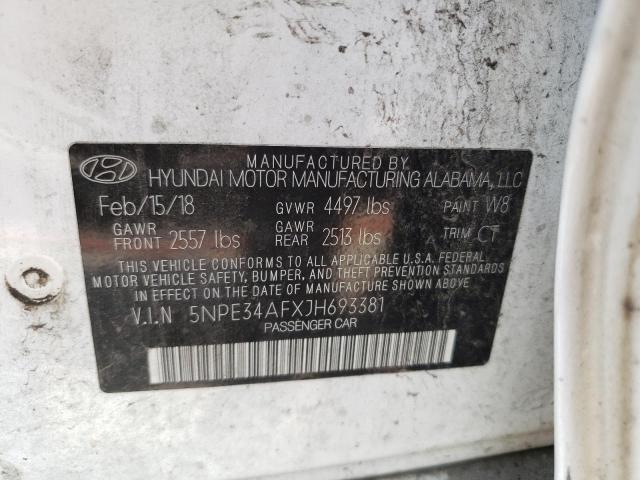 MANUFACTURED BY
HYUNDAI MOTOR MANUFACTURING ALABAMA, LLC
Feb/15/18 GVWR 4497 lbs PAINT W8
GAWR FRONT 2557 lbs GAWR REAR 2513 lbs TRIM CT
THIS VEHICLE CONFORMS TO ALL APPLICABLE U.S.A. FEDERAL
MOTOR VEHICLE SAFETY, BUMPER, AND THEFT PREVENTION STANDARDS
IN EFFECT ON THE DATE OF MANUFACTURE SHOWN ABOVE.
V.I.N 5NPE34AFXJH693381
PASSENGER CAR